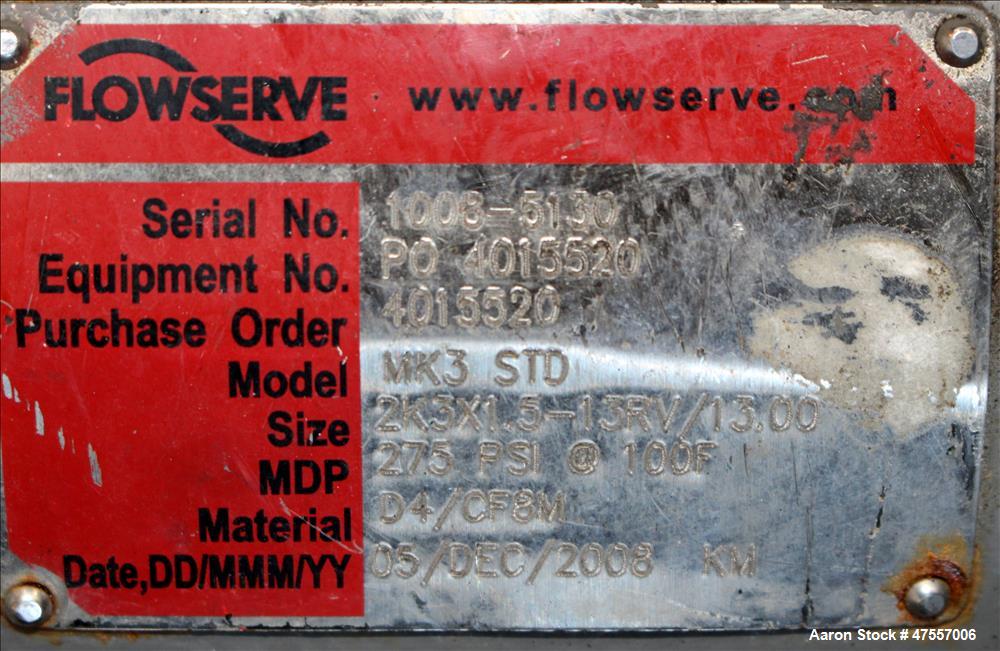 FLOWSERVE www.flowserve.com
Serial No. 1008-5130
Equipment No. PO 4015520
Purchase Order 4015520
Model MK3 STD
Size 2K3X1.5-13RV/13.00
MDP 275 PSI @ 100F
Material D4/CF8M
Date,DD/MMM/YY 05/DEC/2008 KM
Aaron Stock # 47557006